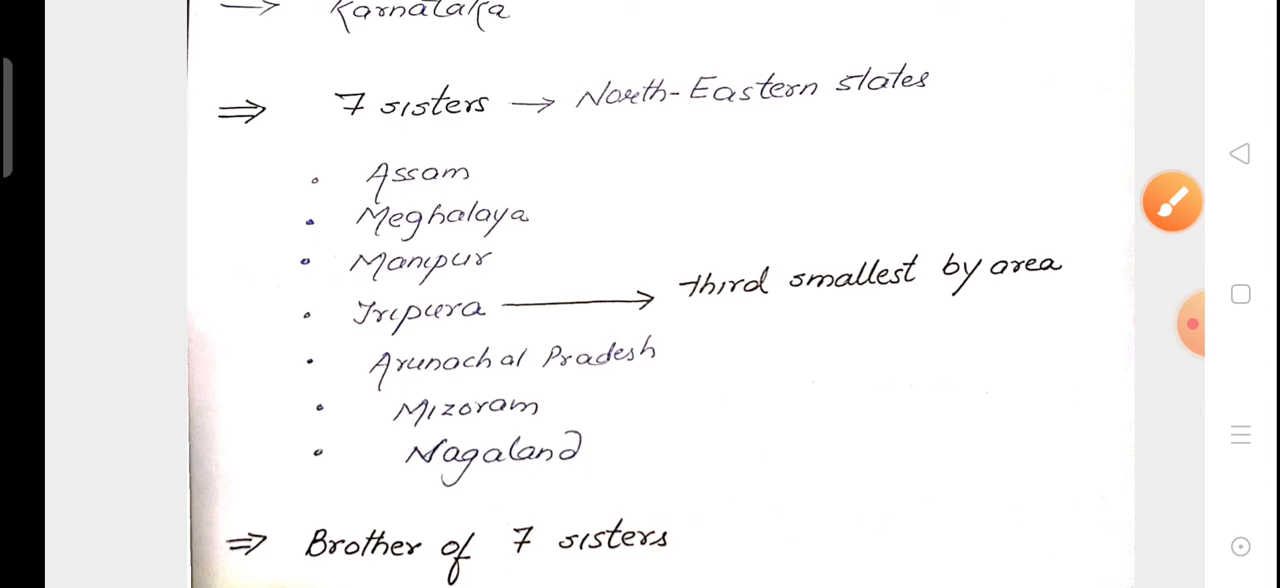 → Karnataka
⇒ 7 sisters → North-Eastern states
• Assam
• Meghalaya
• Manipur
• Tripura → third smallest by area
• Arunachal Pradesh
• Mizoram
• Nagaland
⇒ Brother of 7 sisters